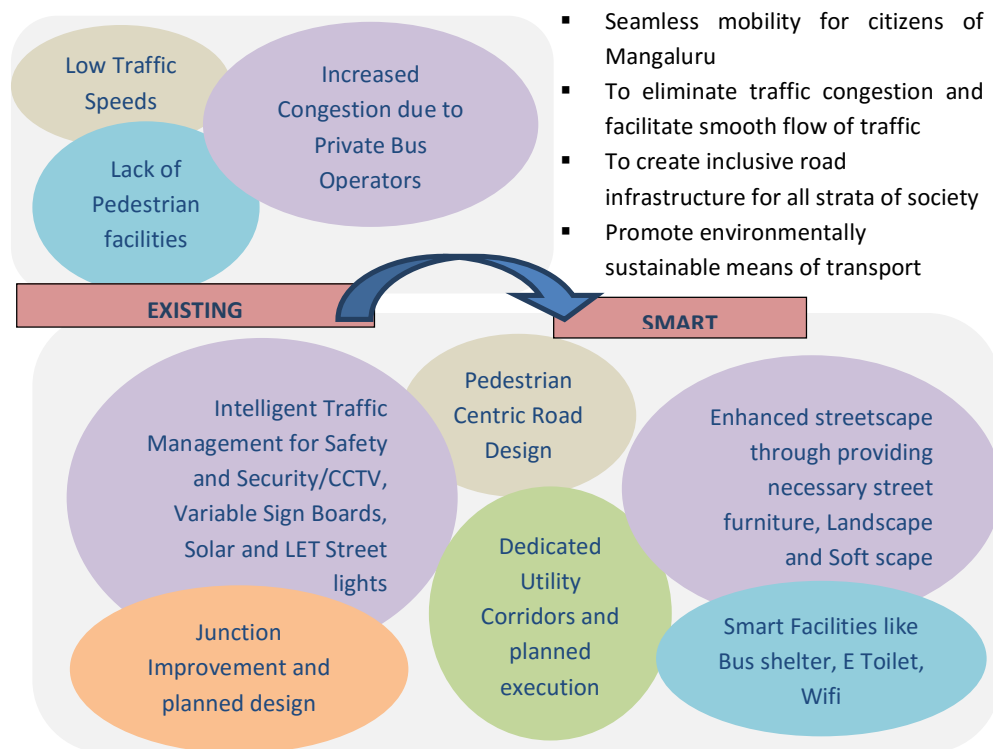 Low Traffic
Speeds
Increased
Congestion due to
Private Bus
Operators
Lack of
Pedestrian
facilities
▪ Seamless mobility for citizens of
Mangaluru
▪ To eliminate traffic congestion and
facilitate smooth flow of traffic
▪ To create inclusive road
infrastructure for all strata of society
▪ Promote environmentally
sustainable means of transport
EXISTING
SMART
Intelligent Traffic
Management for Safety
and Security/CCTV,
Variable Sign Boards,
Solar and LET Street
lights
Pedestrian
Centric Road
Design
Enhanced streetscape
through providing
necessary street
furniture, Landscape
and Soft scape
Dedicated
Utility
Corridors and
planned
execution
Junction
Improvement and
planned design
Smart Facilities like
Bus shelter, E Toilet,
Wifi